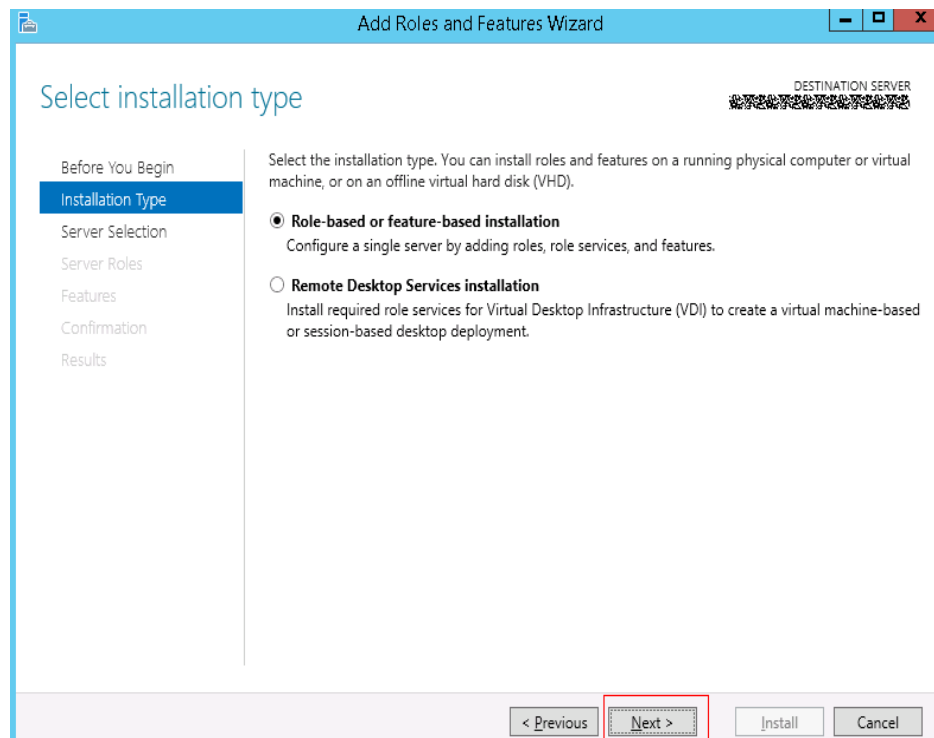 Add Roles and Features Wizard
X
Select installation type
DESTINATION SERVER
Before You Begin
Installation Type
Server Selection
Server Roles
Features
Confirmation
Results
Select the installation type. You can install roles and features on a running physical computer or virtual
machine, or on an offline virtual hard disk (VHD).
Role-based or feature-based installation
Configure a single server by adding roles, role services, and features.
Remote Desktop Services installation
Install required role services for Virtual Desktop Infrastructure (VDI) to create a virtual machine-based
or session-based desktop deployment.
< Previous
Next >
Install
Cancel